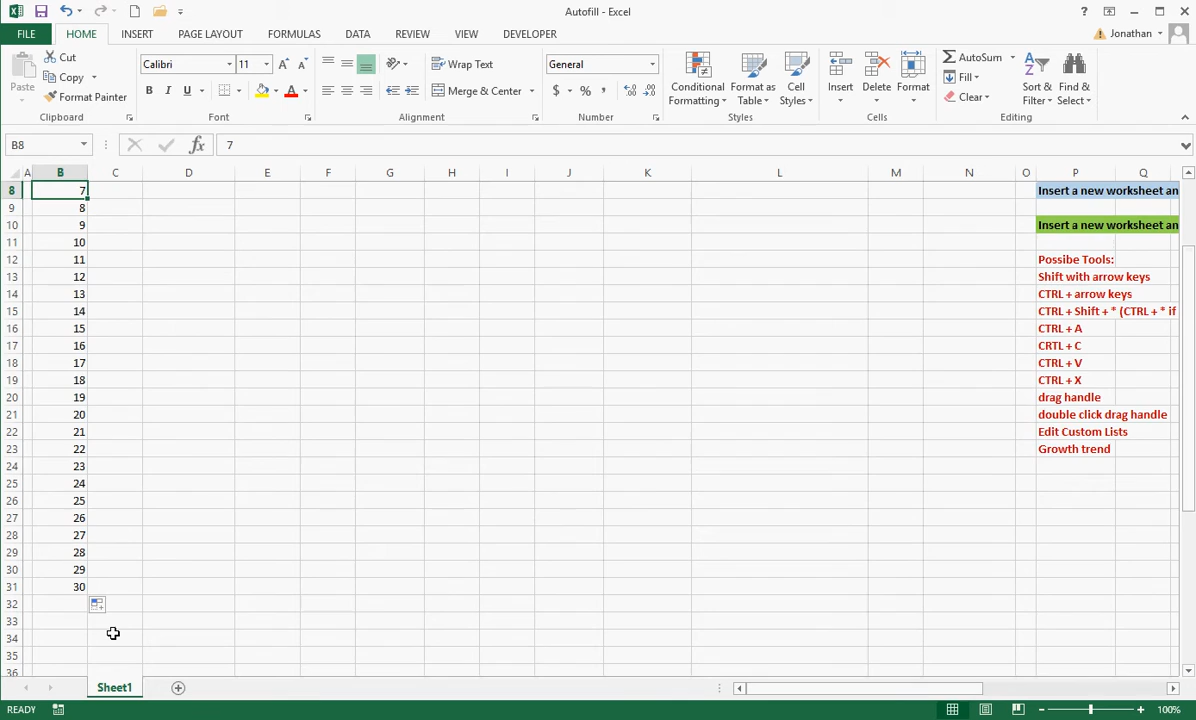 Autofill - Excel
?
FILE HOME INSERT PAGE LAYOUT FORMULAS DATA REVIEW VIEW DEVELOPER Jonathan
Paste
Cut
Copy
Format Painter
Clipboard
Calibri 11
B I U
Font
Wrap Text
Merge & Center
Alignment
General
$ % ,
Number
Conditional Formatting
Format as Table
Cell Styles
Styles
Insert
Delete
Format
Cells
AutoSum
Fill
Clear
Sort & Filter
Find & Select
Editing
B8 fx 7
A B C D E F G H I J K L M N O P Q
8 7 Insert a new worksheet an
9 8
10 9 Insert a new worksheet an
11 10
12 11 Possibe Tools:
13 12 Shift with arrow keys
14 13 CTRL + arrow keys
15 14 CTRL + Shift + * (CTRL + * if
16 15 CTRL + A
17 16 CRTL + C
18 17 CTRL + V
19 18 CTRL + X
20 19 drag handle
21 20 double click drag handle
22 21 Edit Custom Lists
23 22 Growth trend
24 23
25 24
26 25
27 26
28 27
29 28
30 29
31 30
32
33
34
35
36
Sheet1
READY 100%